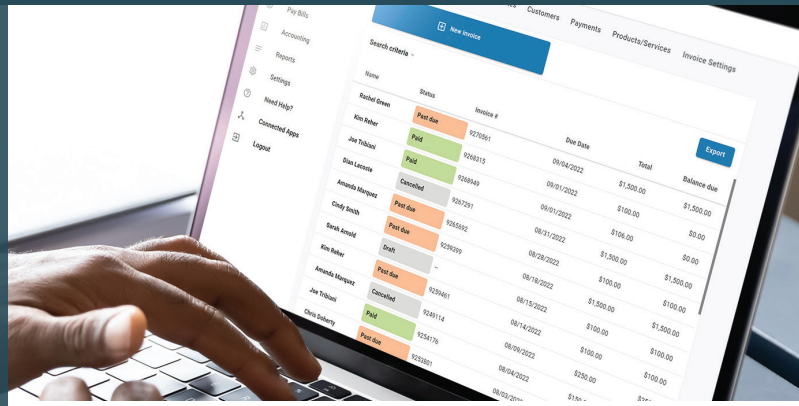 Customers Payments Products/Services Invoice Settings
Pay Bills
Accounting
Reports
Settings
Need Help?
Connected Apps
Logout
New invoice
Search criteria
Export
Name Status Invoice # Due Date Total Balance due
Rachel Green Past due 9270561 09/04/2022 $1,500.00 $1,500.00
Kim Reher Paid 9268315 09/01/2022 $100.00 $0.00
Joe Tribiani Paid 9268949 09/01/2022 $106.00 $0.00
Dian Lacoste Cancelled 9267291 08/31/2022 $1,500.00 $1,500.00
Amanda Marquez Past due 9265692 08/28/2022 $100.00 $100.00
Cindy Smith Past due 9259399 08/18/2022 $1,500.00 $1,500.00
Sarah Arnold Draft – 08/15/2022 $100.00 $100.00
Kim Reher Past due 9259461 08/14/2022 $100.00 $100.00
Amanda Marquez Cancelled 9249114 08/09/2022 $250.00
Joe Tribiani Paid 9254176 08/04/2022
Chris Doherty Past due 9253801 08/03/2022